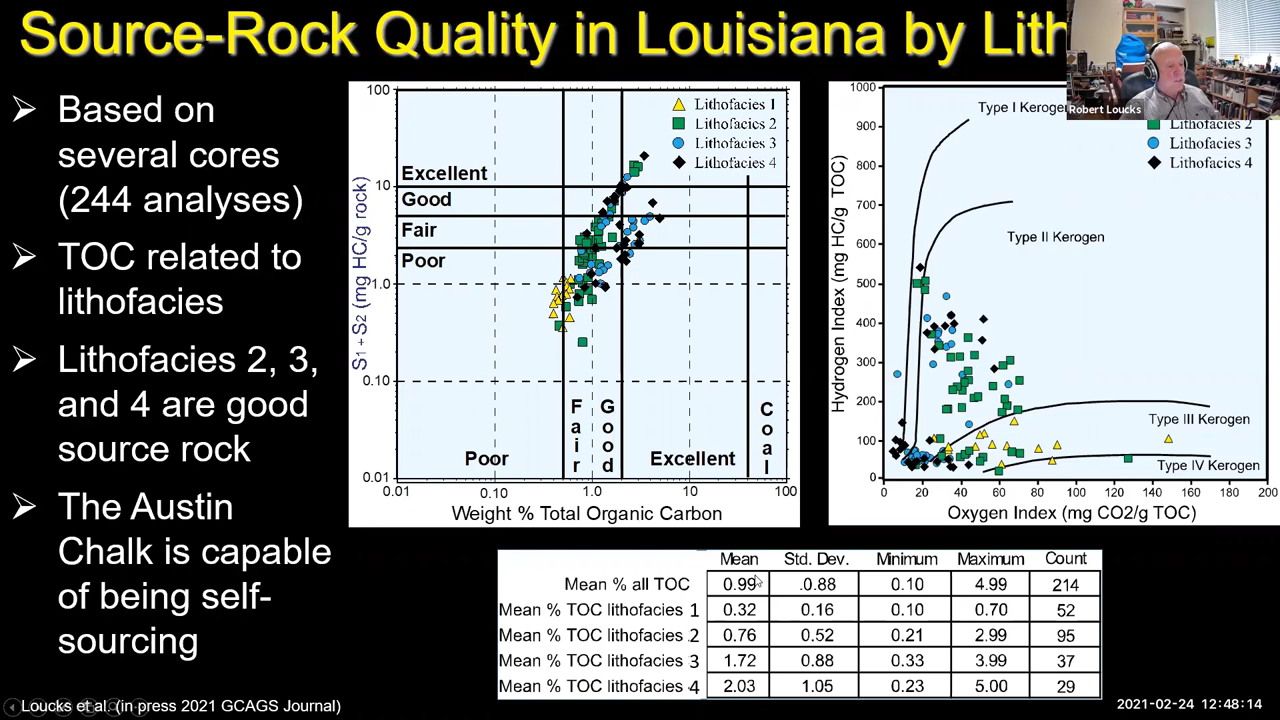 Source-Rock Quality in Louisiana by Lith
Robert Loucks
➢ Based on
several cores
(244 analyses)
➢ TOC related to
lithofacies
➢ Lithofacies 2, 3,
and 4 are good
source rock
➢ The Austin
Chalk is capable
of being self-
sourcing
100
10
1.0
0.10
0.01
S1 + S2 (mg HC/g rock)
Lithofacies 1
Lithofacies 2
Lithofacies 3
Lithofacies 4
Excellent
Good
Fair
Poor
Poor
Fair
Good
Excellent
Coal
0.01 0.10 1.0 10 100
Weight % Total Organic Carbon
1000
900
800
700
600
500
400
300
200
100
0
Hydrogen Index (mg HC/g TOC)
Type I Kerogen
Lithofacies 2
Lithofacies 3
Lithofacies 4
Type II Kerogen
Type III Kerogen
Type IV Kerogen
0 20 40 60 80 100 120 140 160 180 200
Oxygen Index (mg CO2/g TOC)
Mean Std. Dev. Minimum Maximum Count
Mean % all TOC 0.99 .0.88 0.10 4.99 214
Mean % TOC lithofacies 1 0.32 0.16 0.10 0.70 52
Mean % TOC lithofacies 2 0.76 0.52 0.21 2.99 95
Mean % TOC lithofacies 3 1.72 0.88 0.33 3.99 37
Mean % TOC lithofacies 4 2.03 1.05 0.23 5.00 29
Loucks et al. (in press 2021 GCAGS Journal)
2021-02-24 12:48:14